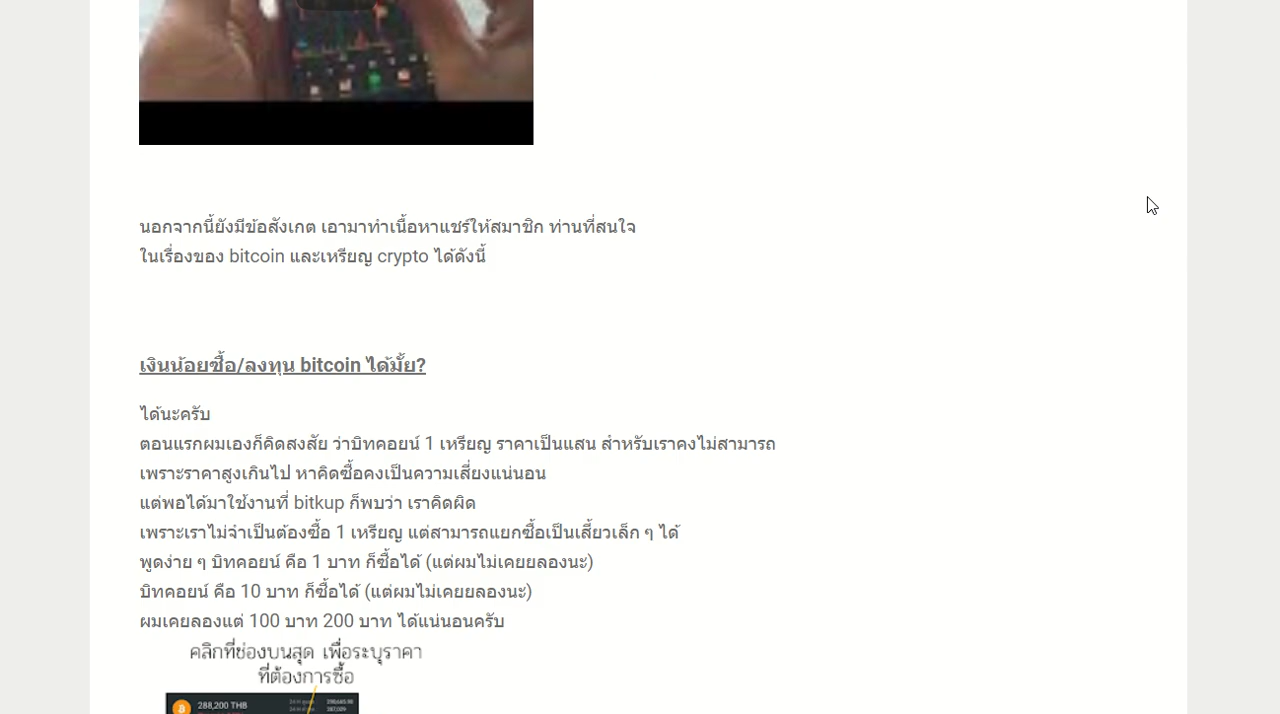 นอกจากนี้ยังมีข้อสังเกต เอามาทำเนื้อหาแชร์ให้สมาชิก ท่านที่สนใจ
ในเรื่องของ bitcoin และเหรียญ crypto ได้ดังนี้
เงินน้อยซื้อ/ลงทุน bitcoin ได้มั้ย?
ได้นะครับ
ตอนแรกผมเองก็คิดสงสัย ว่าบิทคอยน์ 1 เหรียญ ราคาเป็นแสน สำหรับเราคงไม่สามารถ
เพราะราคาสูงเกินไป หาคิดซื้อคงเป็นความเสี่ยงแน่นอน
แต่พอได้มาใช้งานที่ bitkup ก็พบว่า เราคิดผิด
เพราะเราไม่จำเป็นต้องซื้อ 1 เหรียญ แต่สามารถแยกซื้อเป็นเสี้ยวเล็ก ๆ ได้
พูดง่าย ๆ บิทคอยน์ คือ 1 บาท ก็ซื้อได้ (แต่ผมไม่เคยยลองนะ)
บิทคอยน์ คือ 10 บาท ก็ซื้อได้ (แต่ผมไม่เคยยลองนะ)
ผมเคยลองแต่ 100 บาท 200 บาท ได้แน่นอนครับ
คลิกที่ช่องบนสุด เพื่อระบุราคา
ที่ต้องการซื้อ
288,200 THB